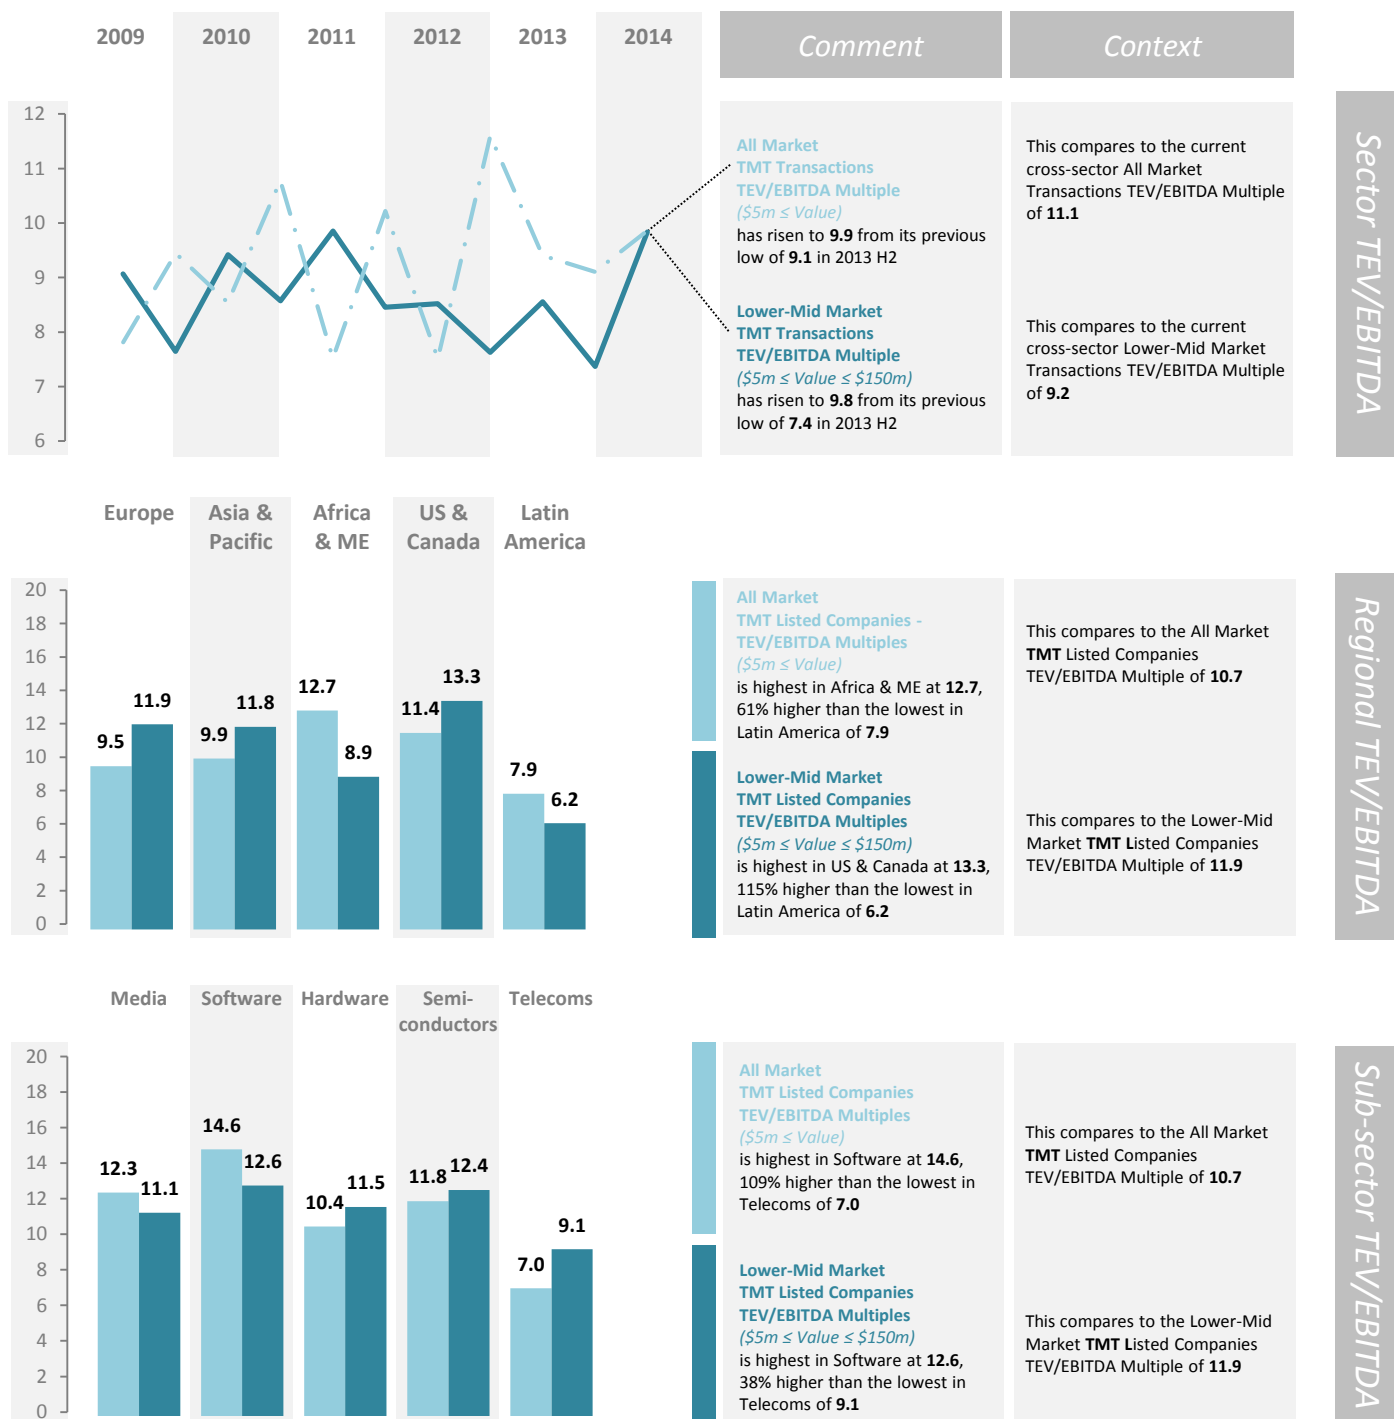 2009 2010 2011 2012 2013 2014
Comment
Context
12
11
10
9
8
7
6
All Market
TMT Transactions
TEV/EBITDA Multiple
($5m ≤ Value)
has risen to 9.9 from its previous
low of 9.1 in 2013 H2
Lower-Mid Market
TMT Transactions
TEV/EBITDA Multiple
($5m ≤ Value ≤ $150m)
has risen to 9.8 from its previous
low of 7.4 in 2013 H2
This compares to the current
cross-sector All Market
Transactions TEV/EBITDA Multiple
of 11.1
This compares to the current
cross-sector Lower-Mid Market
Transactions TEV/EBITDA Multiple
of 9.2
Sector TEV/EBITDA
Europe Asia & Africa US & Latin
Pacific & ME Canada America
20
18
16
14
12
10
8
6
4
2
0
9.5 11.9 9.9 11.8 12.7 8.9 11.4 13.3 7.9 6.2
All Market
TMT Listed Companies -
TEV/EBITDA Multiples
($5m ≤ Value)
is highest in Africa & ME at 12.7,
61% higher than the lowest in
Latin America of 7.9
Lower-Mid Market
TMT Listed Companies
TEV/EBITDA Multiples
($5m ≤ Value ≤ $150m)
is highest in US & Canada at 13.3,
115% higher than the lowest in
Latin America of 6.2
This compares to the All Market
TMT Listed Companies
TEV/EBITDA Multiple of 10.7
This compares to the Lower-Mid
Market TMT Listed Companies
TEV/EBITDA Multiple of 11.9
Regional TEV/EBITDA
Media Software Hardware Semi- Telecoms
conductors
20
18
16
14
12
10
8
6
4
2
0
12.3 11.1 14.6 12.6 10.4 11.5 11.8 12.4 7.0 9.1
All Market
TMT Listed Companies
TEV/EBITDA Multiples
($5m ≤ Value)
is highest in Software at 14.6,
109% higher than the lowest in
Telecoms of 7.0
Lower-Mid Market
TMT Listed Companies
TEV/EBITDA Multiples
($5m ≤ Value ≤ $150m)
is highest in Software at 12.6,
38% higher than the lowest in
Telecoms of 9.1
This compares to the All Market
TMT Listed Companies
TEV/EBITDA Multiple of 10.7
This compares to the Lower-Mid
Market TMT Listed Companies
TEV/EBITDA Multiple of 11.9
Sub-sector TEV/EBITDA